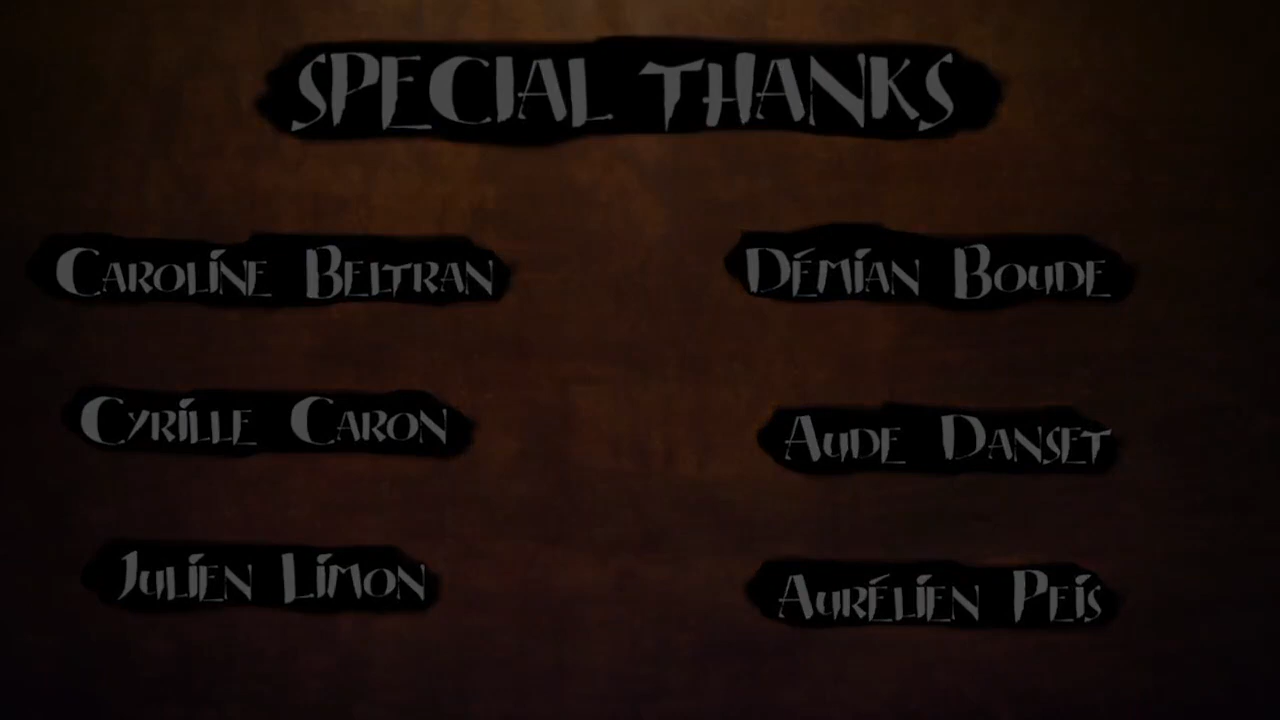 SPECIAL THANKS
CAROLINE BELTRAN
DÉMIAN BOUDE
CYRILLE CARON
AUDE DANSET
JULIEN LIMON
AURÉLIEN PEIS